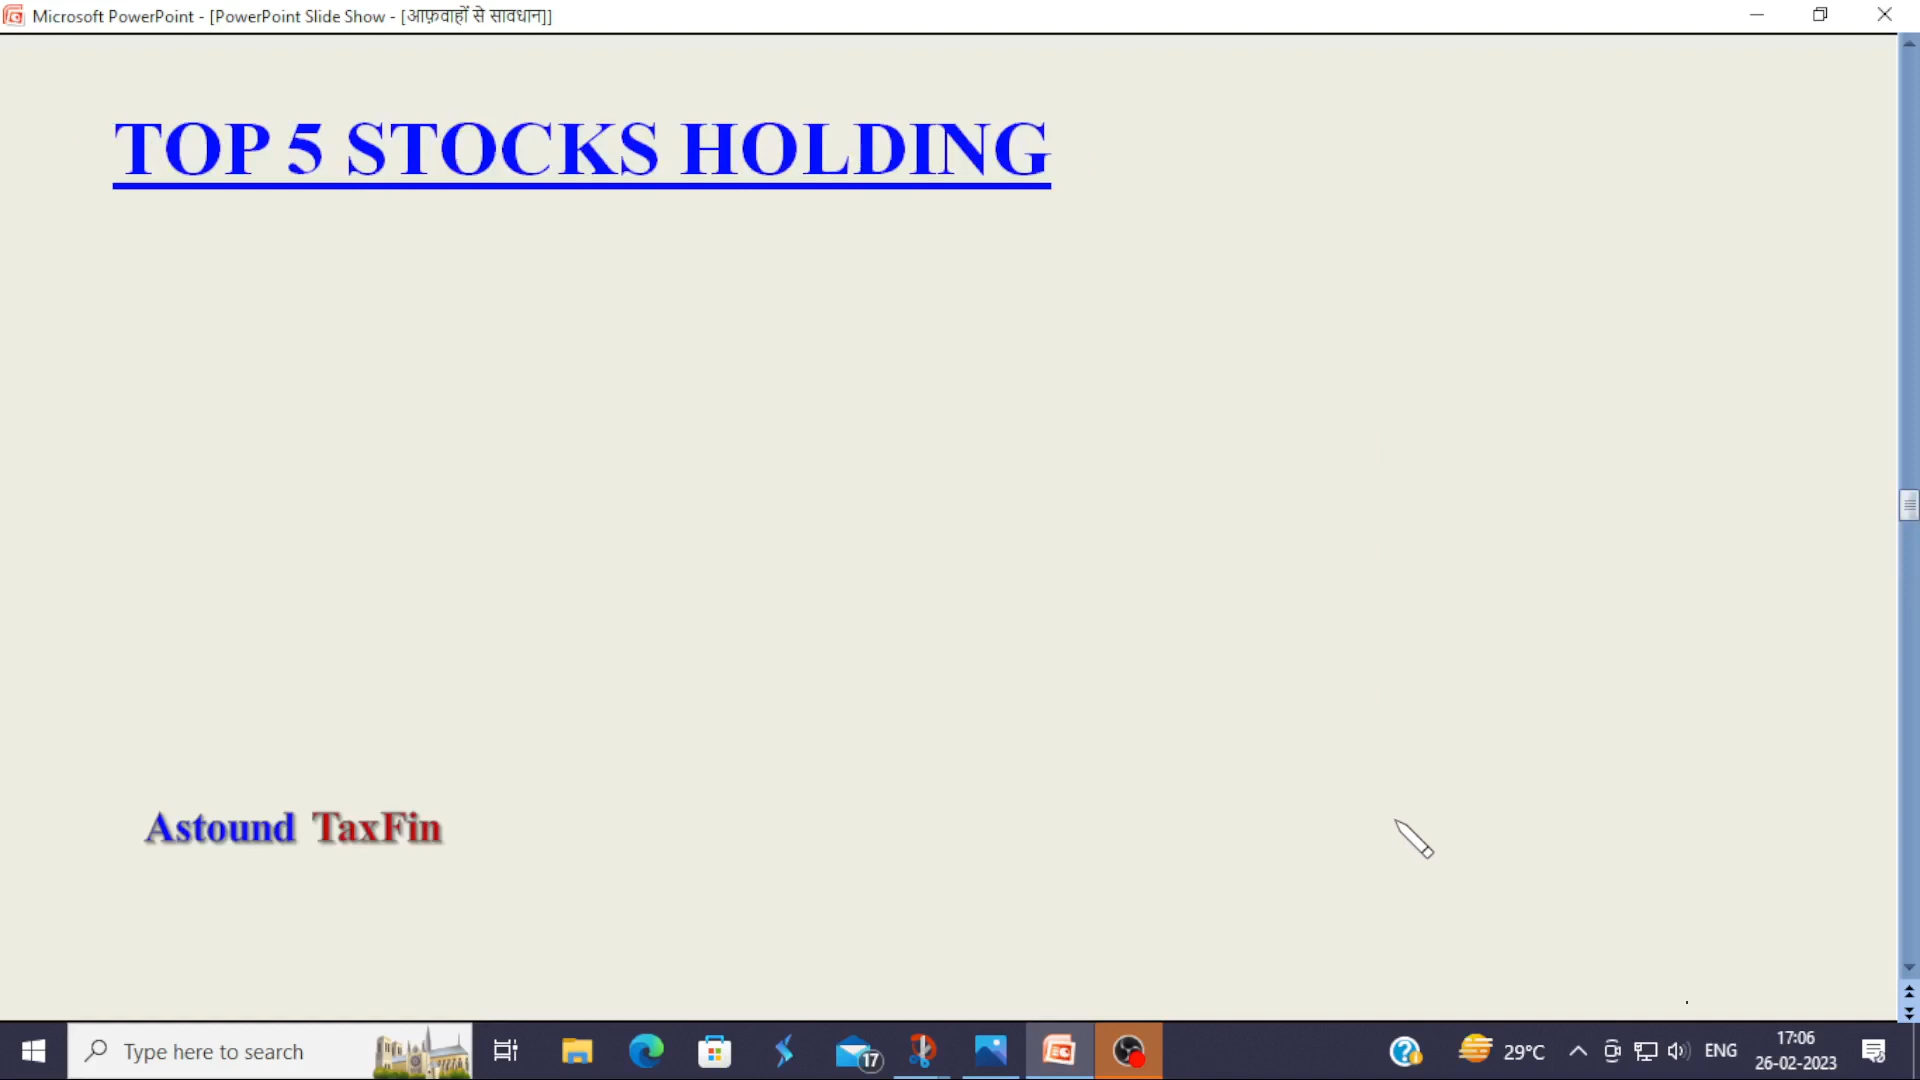 Microsoft PowerPoint - [PowerPoint Slide Show - [आफ़वाहों से सावधान]]
TOP 5 STOCKS HOLDING
Astound TaxFin
Type here to search
17
29°C
ENG
17:06
26-02-2023